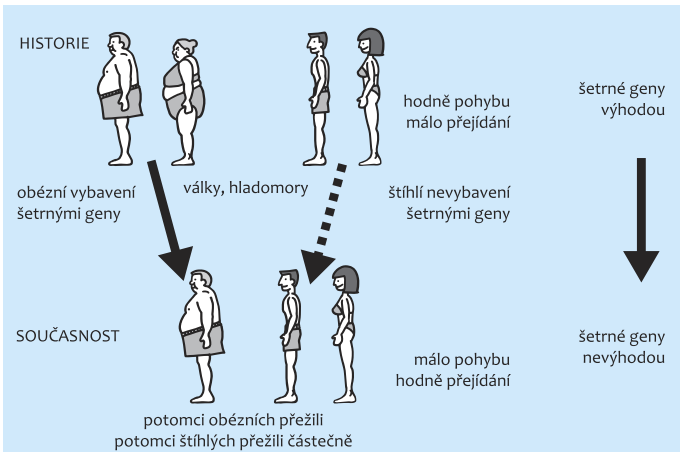 HISTORIE
hodně pohybu
málo přejídání
šetrné geny
výhodou
obézní vybavení
šetrnými geny
války, hladomory
štíhlí nevybavení
šetrnými geny
SOUČASNOST
málo pohybu
hodně přejídání
šetrné geny
nevýhodou
potomci obézních přežili
potomci štíhlých přežili částečně